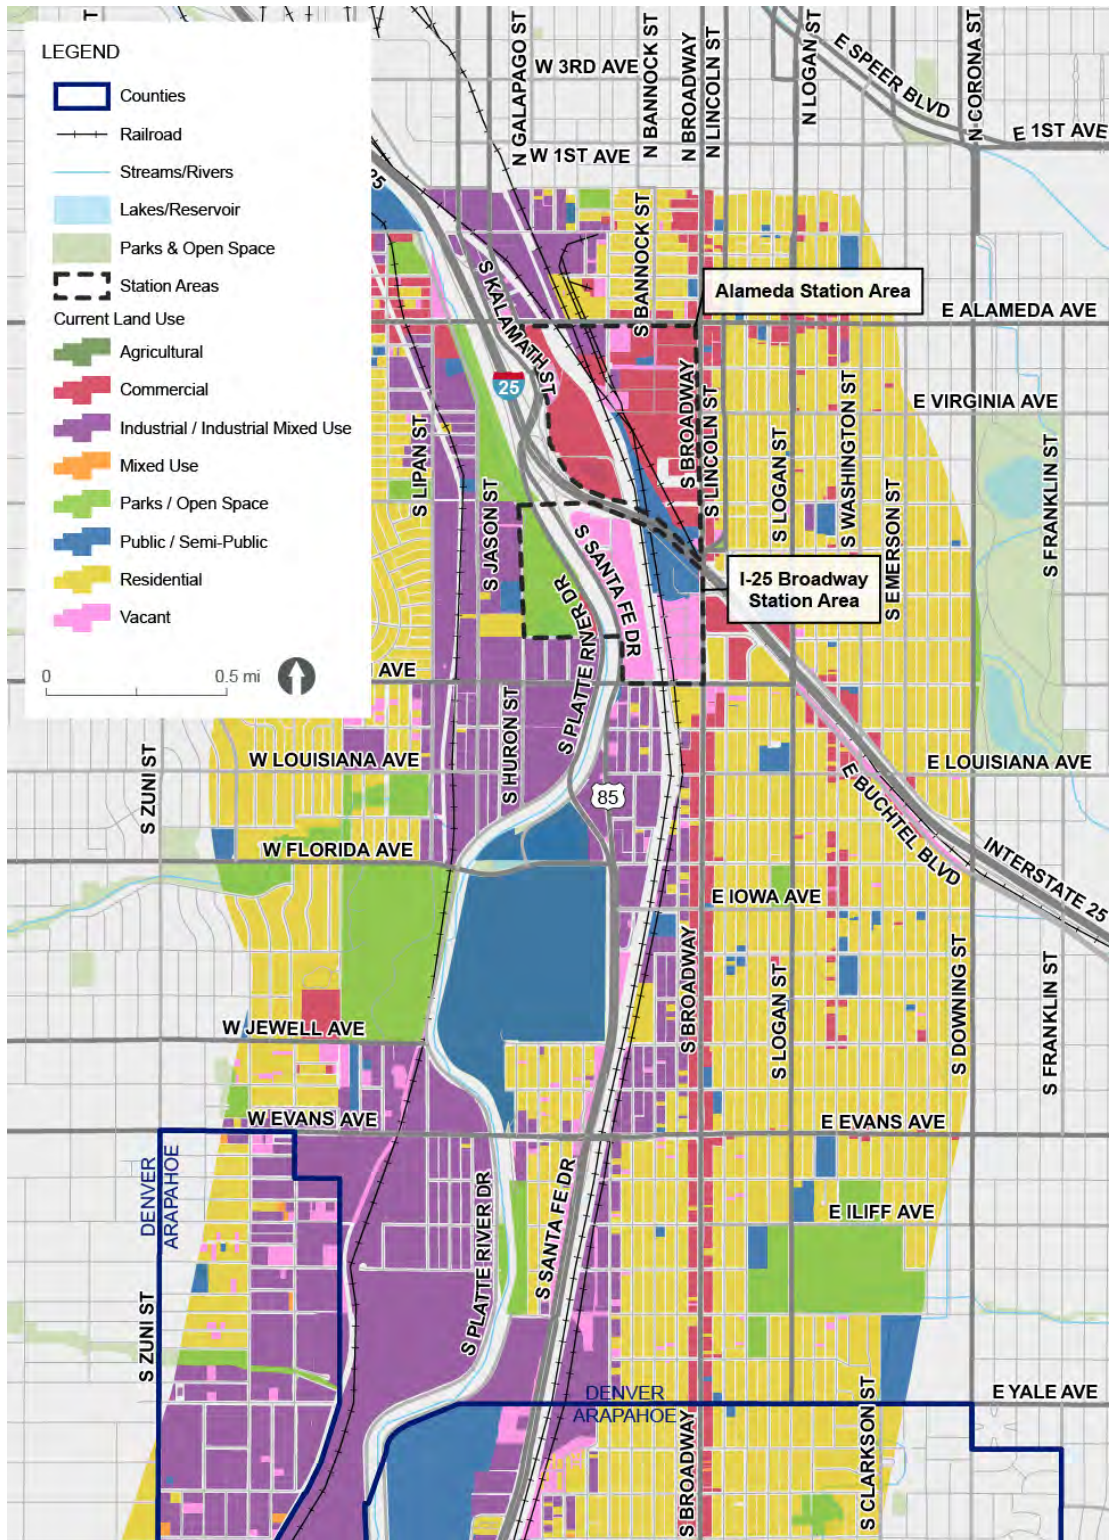 LEGEND
Counties
Railroad
Streams/Rivers
Lakes/Reservoir
Parks & Open Space
Station Areas
Current Land Use
Agricultural
Commercial
Industrial / Industrial Mixed Use
Mixed Use
Parks / Open Space
Public / Semi-Public
Residential
Vacant
0
0.5 mi
N GALAPAGO ST
W 3RD AVE
N BANNOCK ST
N BROADWAY
N LINCOLN ST
N LOGAN ST
E SPEER BLVD
N CORONA ST
E 1ST AVE
W 1ST AVE
25
S BANNOCK ST
S KALAMATH ST
Alameda Station Area
E ALAMEDA AVE
25
S BROADWAY
S LINCOLN ST
S WASHINGTON ST
E VIRGINIA AVE
S LIPAN ST
S LOGAN ST
S EMERSON ST
S FRANKLIN ST
S JASON ST
S SANTA FE DR
I-25 Broadway
Station Area
S PLATTE RIVER DR
AVE
S HURON ST
S ZUNI ST
W LOUISIANA AVE
E LOUISIANA AVE
85
E BUCHTEL BLVD
W FLORIDA AVE
INTERSTATE 25
E IOWA AVE
S BROADWAY
S LOGAN ST
S DOWNING ST
S FRANKLIN ST
W JEWELL AVE
W EVANS AVE
E EVANS AVE
DENVER
ARAPAHOE
S PLATTE RIVER DR
S SANTA FE DR
E ILIFF AVE
S ZUNI ST
DENVER
ARAPAHOE
E YALE AVE
S BROADWAY
S CLARKSON ST